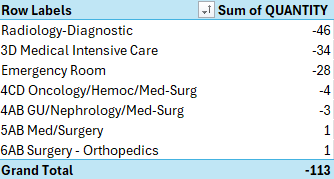 Row Labels Sum of QUANTITY
Radiology-Diagnostic -46
3D Medical Intensive Care -34
Emergency Room -28
4CD Oncology/Hemoc/Med-Surg -4
4AB GU/Nephrology/Med-Surg -3
5AB Med/Surgery 1
6AB Surgery - Orthopedics 1
Grand Total -113